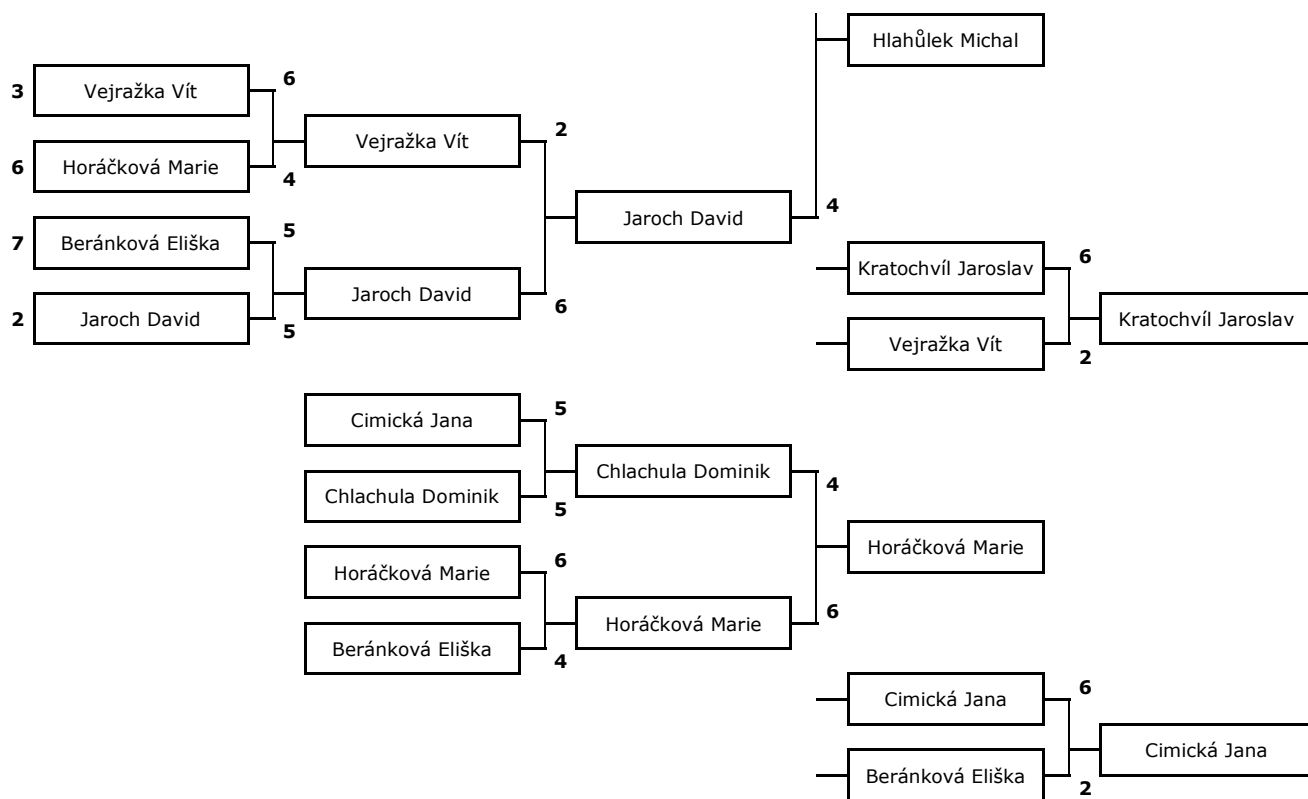 Hlahůlek Michal
6
3 Vejražka Vít
Vejražka Vít 2
6 Horáčková Marie
4
Jaroch David 4
7 Beránková Eliška 5
Kratochvíl Jaroslav 6
Jaroch David 6
2 Jaroch David 5
Kratochvíl Jaroslav
Vejražka Vít 2
Cimická Jana 5
Chlachula Dominik 4
Chlachula Dominik 5
Horáčková Marie
Horáčková Marie 6
Horáčková Marie 6
Beránková Eliška 4
Cimická Jana 6
Cimická Jana
Beránková Eliška 2